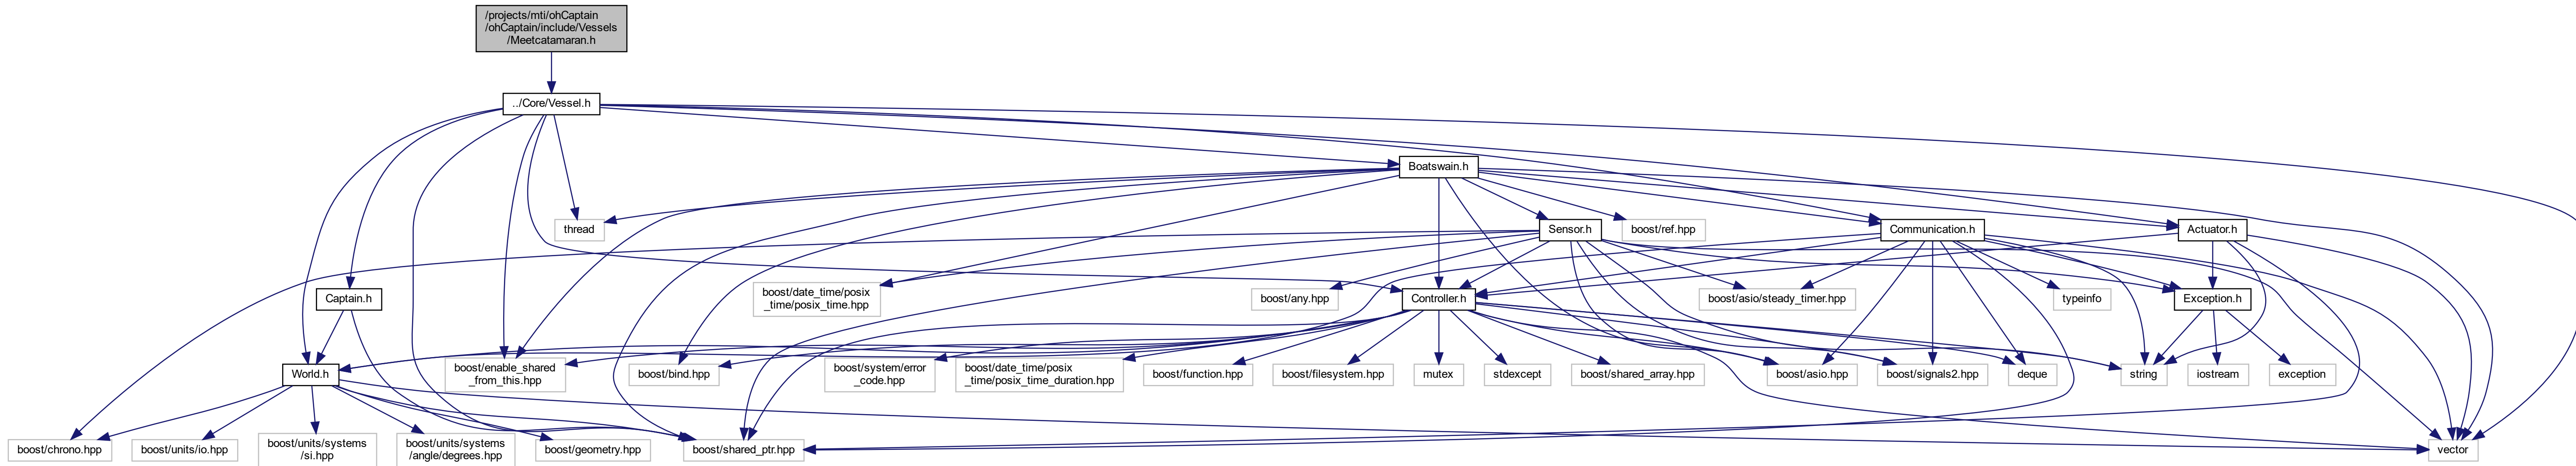 /projects/mti/ohCaptain
/ohCaptain/include/Vessels
/Meetcatamaran.h
../Core/Vessel.h
Boatswain.h
thread
Sensor.h
boost/ref.hpp
Communication.h
Actuator.h
Captain.h
boost/date_time/posix
_time/posix_time.hpp
boost/any.hpp
Controller.h
boost/asio/steady_timer.hpp
typeinfo
Exception.h
World.h
boost/enable_shared
_from_this.hpp
boost/bind.hpp
boost/system/error
_code.hpp
boost/date_time/posix
_time/posix_time_duration.hpp
boost/function.hpp
boost/filesystem.hpp
mutex
stdexcept
boost/shared_array.hpp
boost/asio.hpp
boost/signals2.hpp
deque
string
iostream
exception
boost/chrono.hpp
boost/units/io.hpp
boost/units/systems
/si.hpp
boost/units/systems
/angle/degrees.hpp
boost/geometry.hpp
boost/shared_ptr.hpp
vector